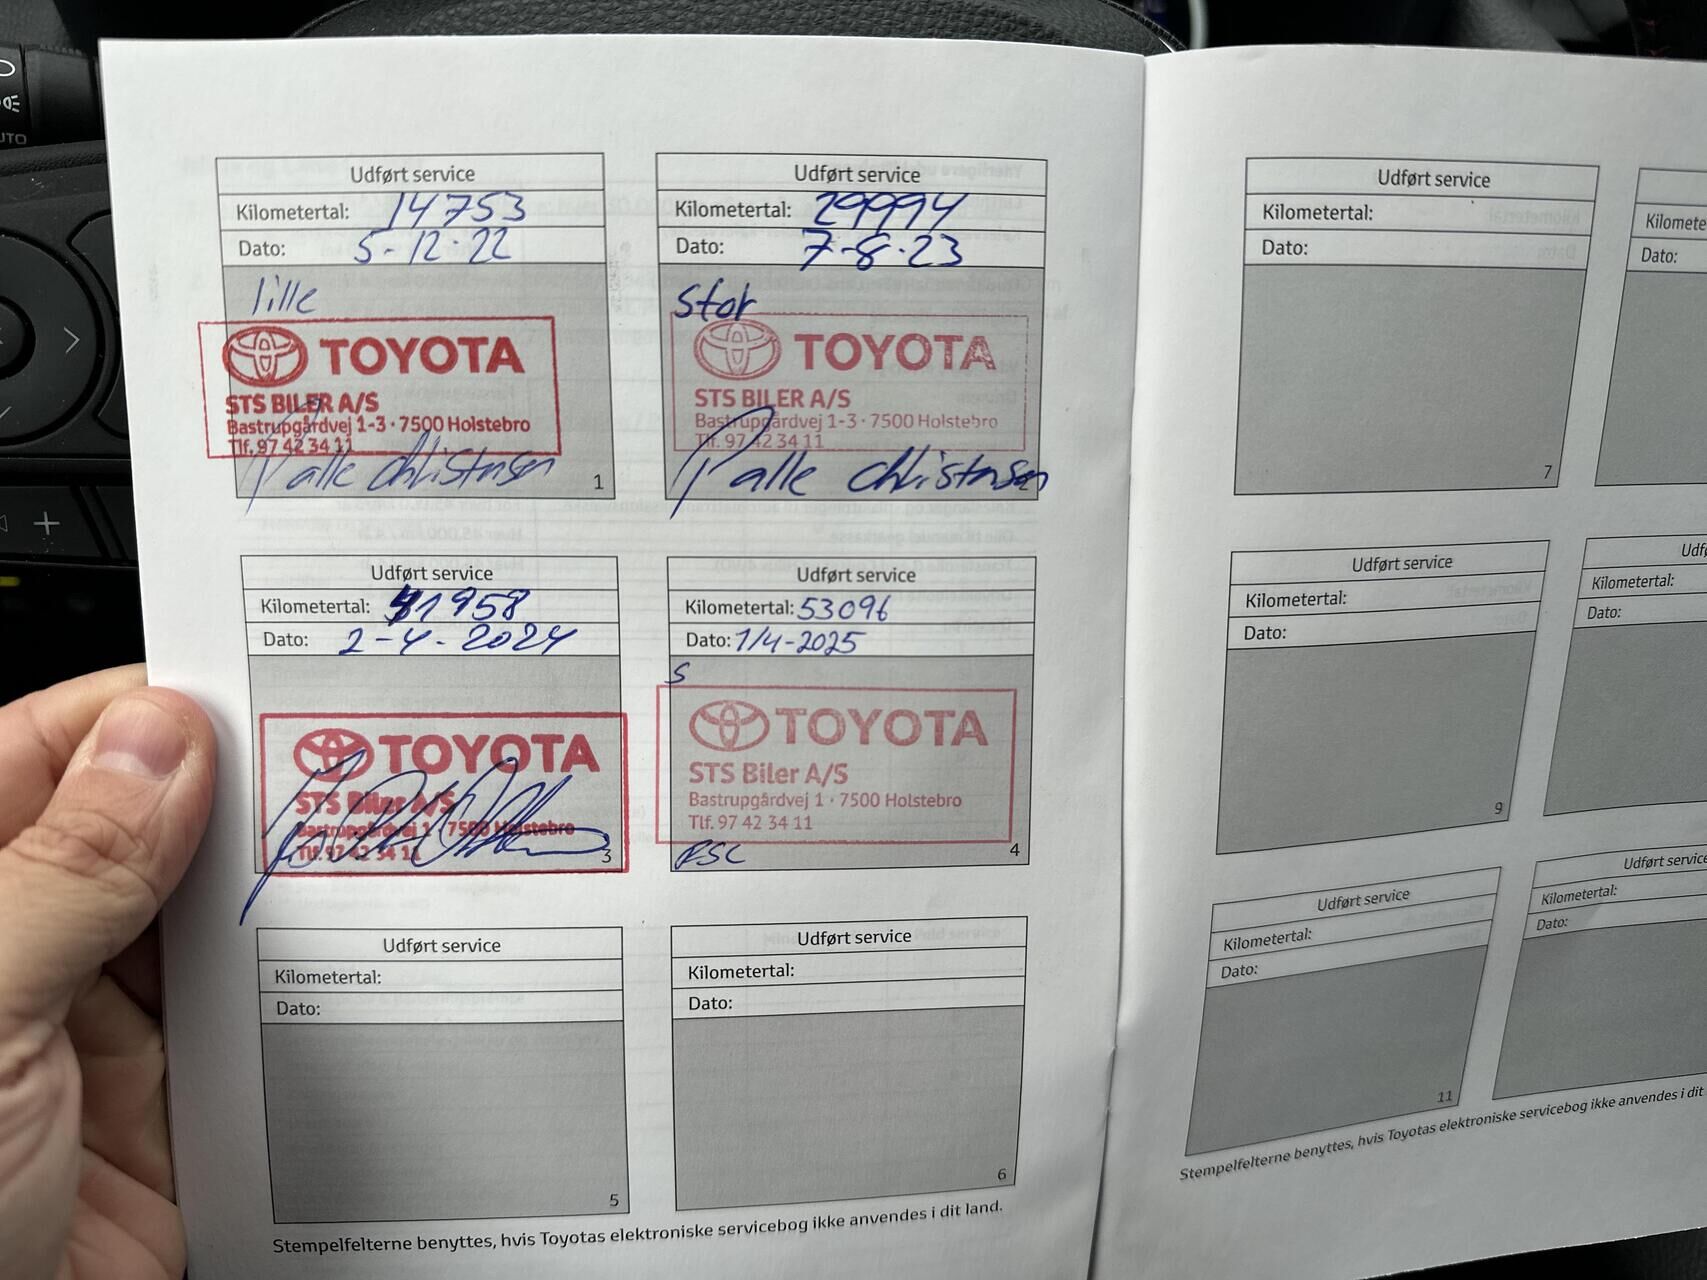 Udført service
Kilometertal: 14753
Dato: 5-12-22
lille
TOYOTA
STS BILER A/S
Bastrupgårdvej 1-3 · 7500 Holstebro
Tlf. 97 42 34 11
Palle Christensen
1
Udført service
Kilometertal: 29994
Dato: 7-8-23
Stor
TOYOTA
STS BILER A/S
Bastrupgårdvej 1-3 · 7500 Holstebro
Tlf. 97 42 34 11
Palle Christensen
2
Udført service
Kilometertal: 41958
Dato: 2-4-2024
TOYOTA
STS Biler A/S
Bastrupgårdvej 1 · 7500 Holstebro
Tlf. 97 42 34 11
3
Udført service
Kilometertal: 53096
Dato: 1/4-2025
S
TOYOTA
STS Biler A/S
Bastrupgårdvej 1 · 7500 Holstebro
Tlf. 97 42 34 11
4
Udført service
Kilometertal:
Dato:
5
Udført service
Kilometertal:
Dato:
6
Stempelfelterne benyttes, hvis Toyotas elektroniske servicebog ikke anvendes i dit land.
Udført service
Kilometertal:
Dato:
7
Dato:
Udført service
Kilometertal:
Dato:
9
Kilometertal:
Dato:
Udført service
Kilometertal:
Dato:
11
Udført service
Kilometertal:
Dato:
Stempelfelterne benyttes, hvis Toyotas elektroniske servicebog ikke anvendes i dit